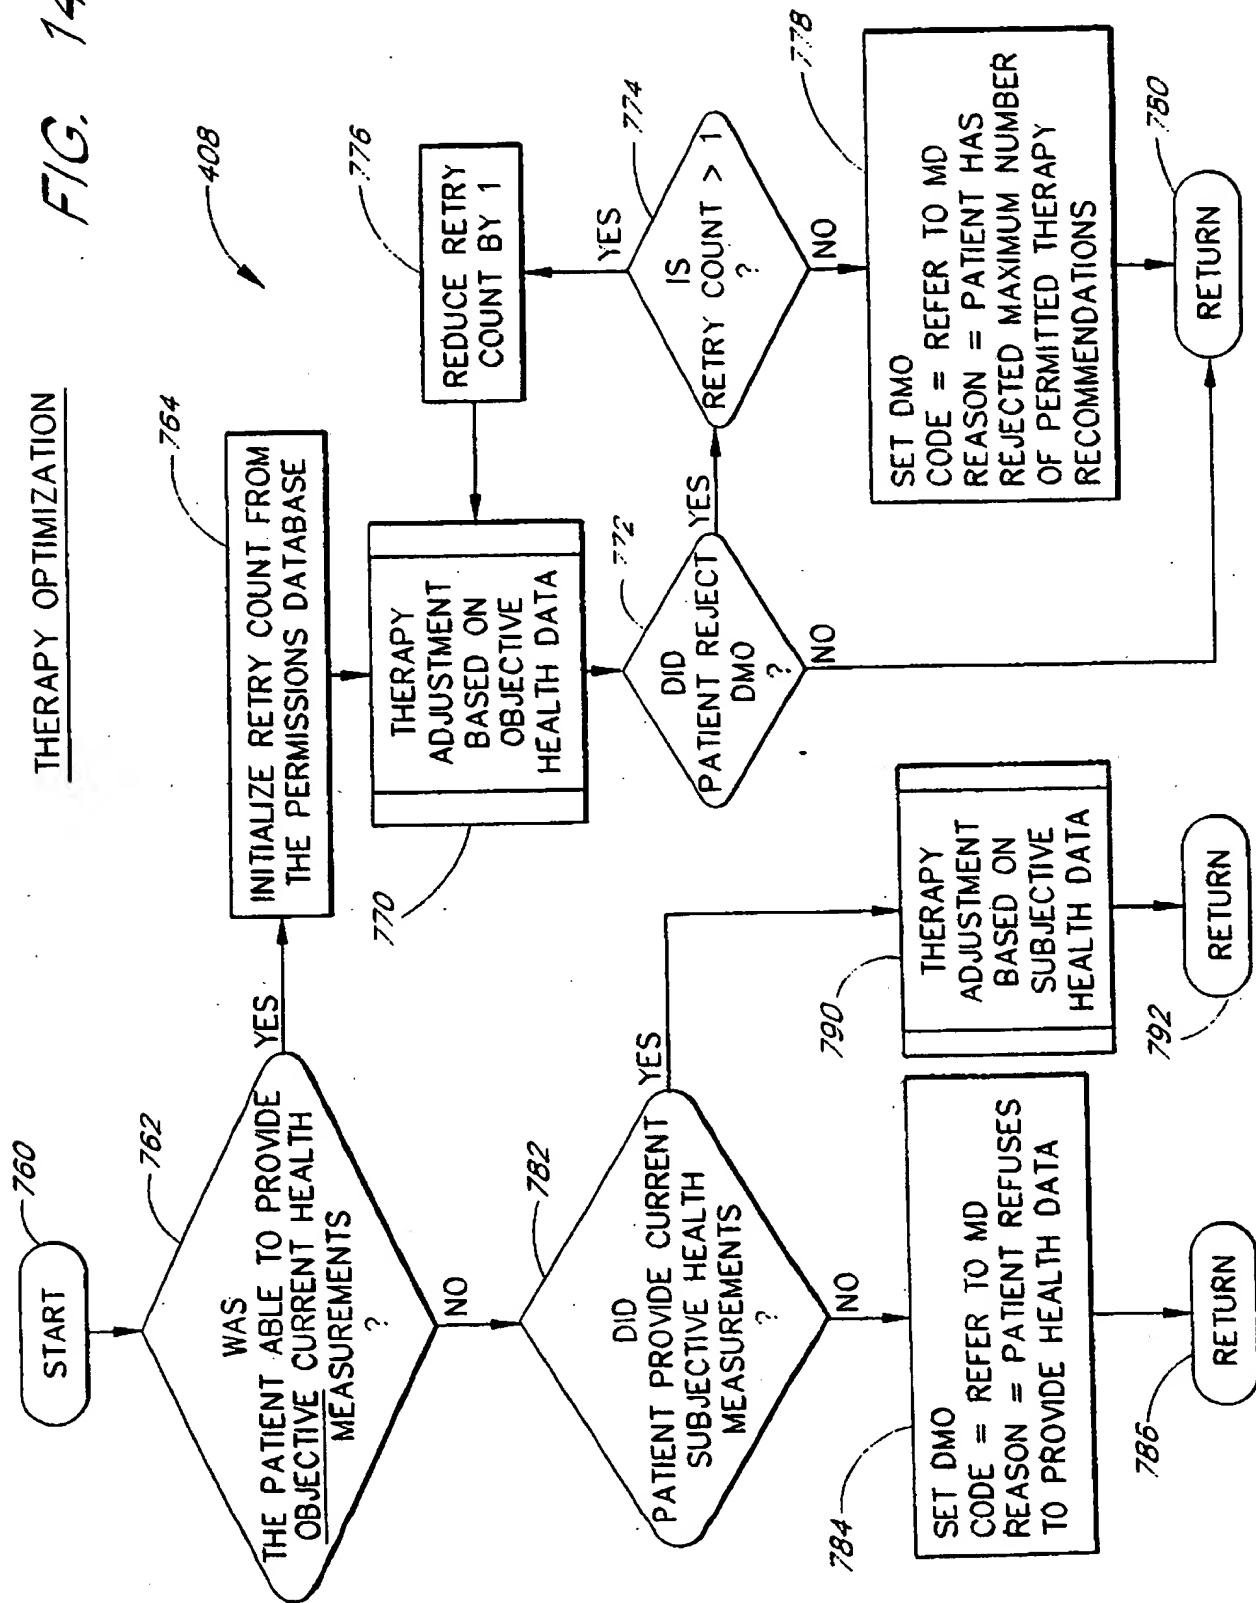 THERAPY OPTIMIZATION
FIG. 14
408
START
760
WAS
THE PATIENT ABLE TO PROVIDE
OBJECTIVE CURRENT HEALTH
MEASUREMENTS
?
762
YES
NO
INITIALIZE RETRY COUNT FROM
THE PERMISSIONS DATABASE
764
THERAPY
ADJUSTMENT
BASED ON
OBJECTIVE
HEALTH DATA
770
REDUCE RETRY
COUNT BY 1
776
DID
PATIENT REJECT
DMO
?
772
YES
NO
IS
RETRY COUNT > 1
?
774
YES
NO
SET DMO
CODE = REFER TO MD
REASON = PATIENT HAS
REJECTED MAXIMUM NUMBER
OF PERMITTED THERAPY
RECOMMENDATIONS
778
RETURN
780
DID
PATIENT PROVIDE CURRENT
SUBJECTIVE HEALTH
MEASUREMENTS
?
782
YES
NO
SET DMO
CODE = REFER TO MD
REASON = PATIENT REFUSES
TO PROVIDE HEALTH DATA
784
RETURN
786
THERAPY
ADJUSTMENT
BASED ON
SUBJECTIVE
HEALTH DATA
790
RETURN
792